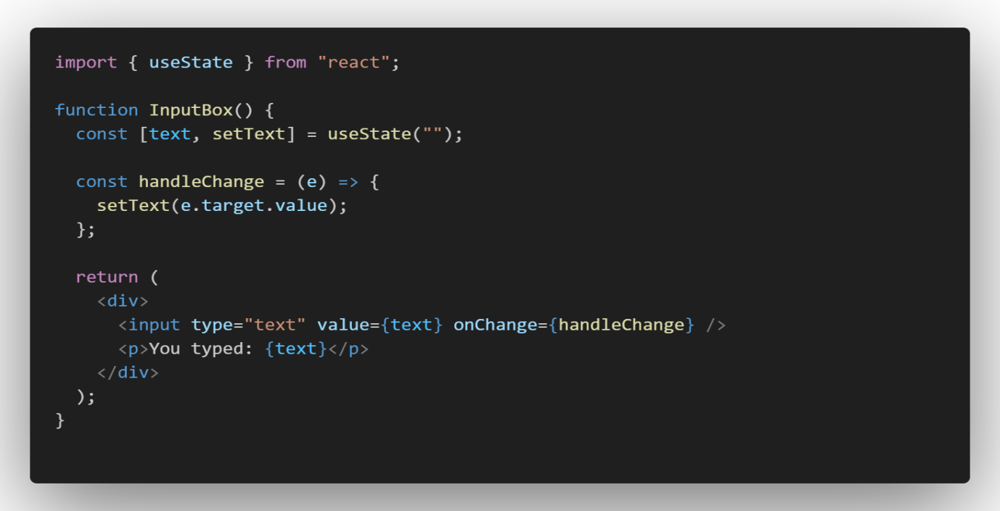 import { useState } from "react";

function InputBox() {
  const [text, setText] = useState("");

  const handleChange = (e) => {
    setText(e.target.value);
  };

  return (
    <div>
      <input type="text" value={text} onChange={handleChange} />
      <p>You typed: {text}</p>
    </div>
  );
}